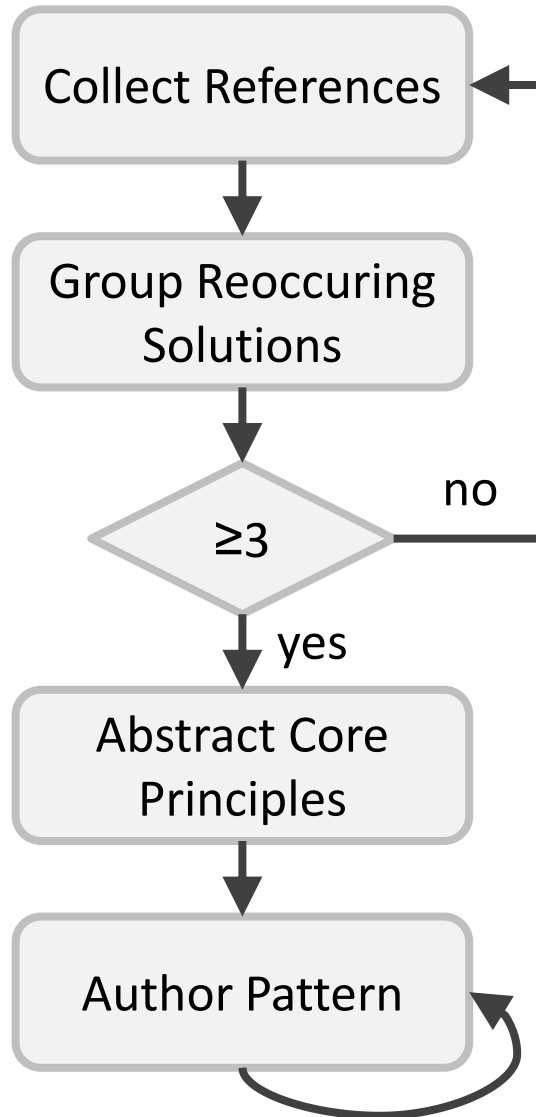 Collect References
Group Reoccuring
Solutions
no
≥3
yes
Abstract Core
Principles
Author Pattern